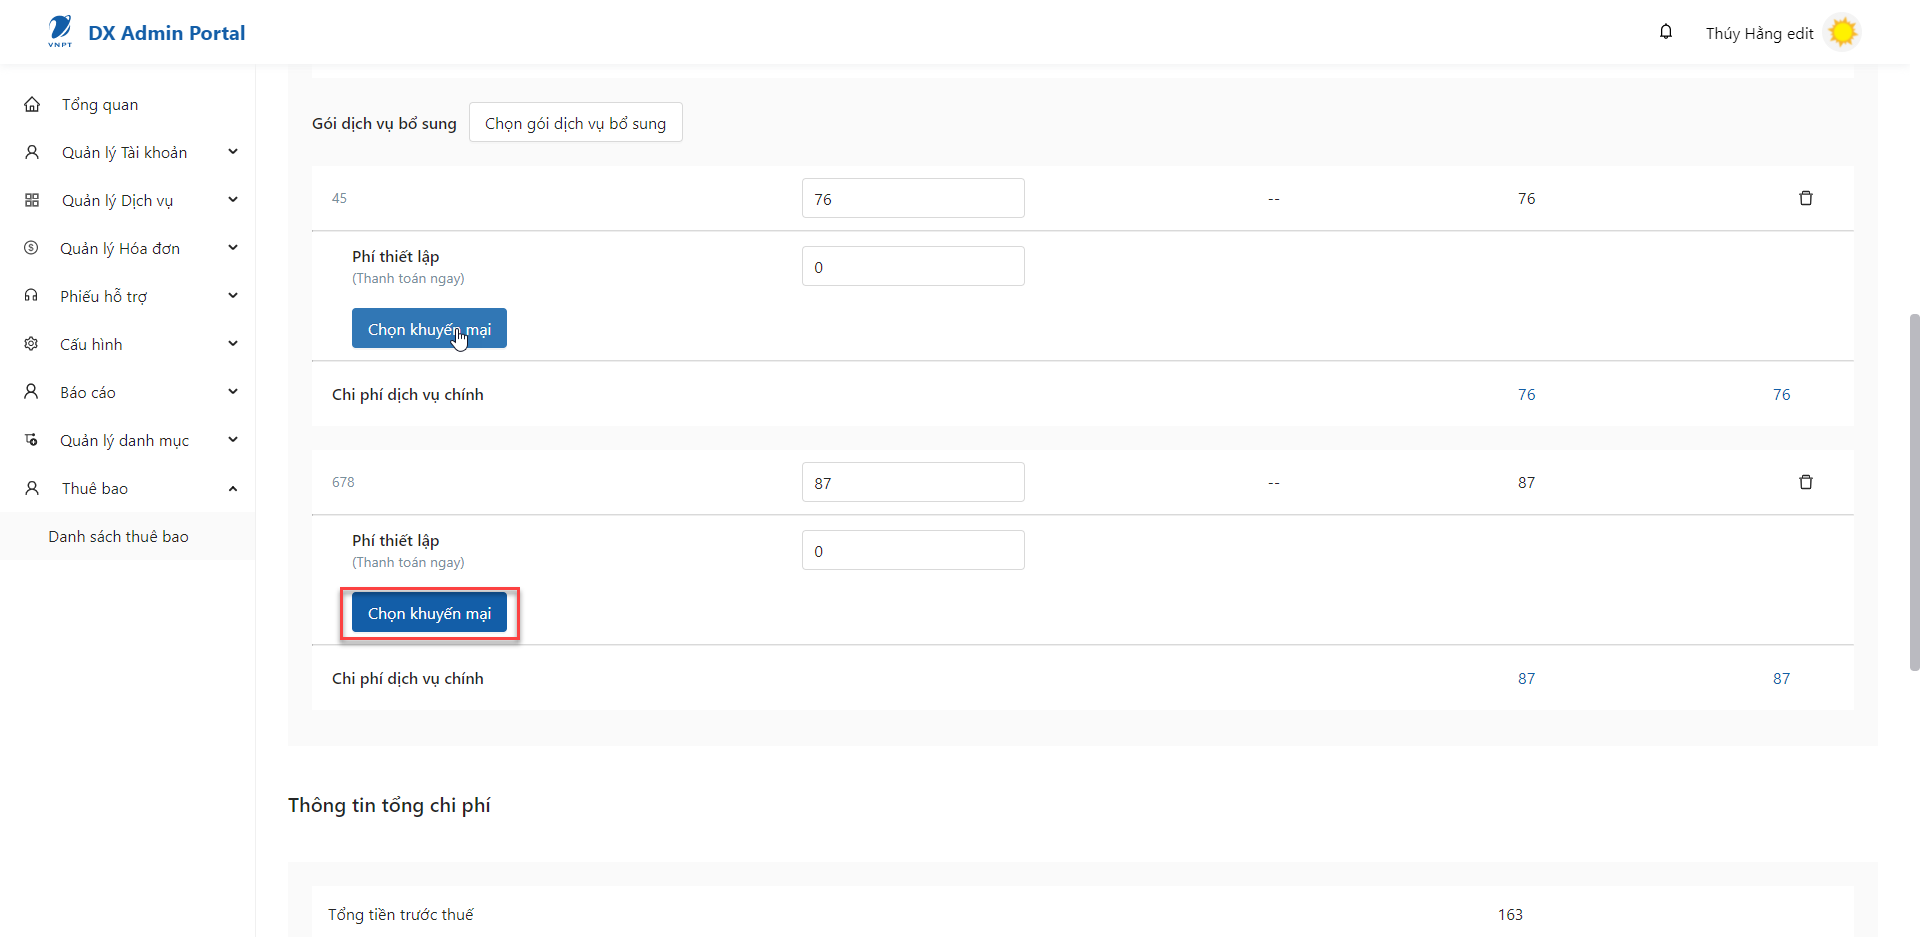 VNPT
DX Admin Portal
Thúy Hằng edit
Tổng quan
Quản lý Tài khoản
Quản lý Dịch vụ
Quản lý Hóa đơn
Phiếu hỗ trợ
Cấu hình
Báo cáo
Quản lý danh mục
Thuê bao
Danh sách thuê bao
Gói dịch vụ bổ sung
Chọn gói dịch vụ bổ sung
45 76 -- 76
Phí thiết lập 0
(Thanh toán ngay)
Chọn khuyến mại
Chi phí dịch vụ chính 76 76
678 87 -- 87
Phí thiết lập 0
(Thanh toán ngay)
Chọn khuyến mại
Chi phí dịch vụ chính 87 87
Thông tin tổng chi phí
Tổng tiền trước thuế 163